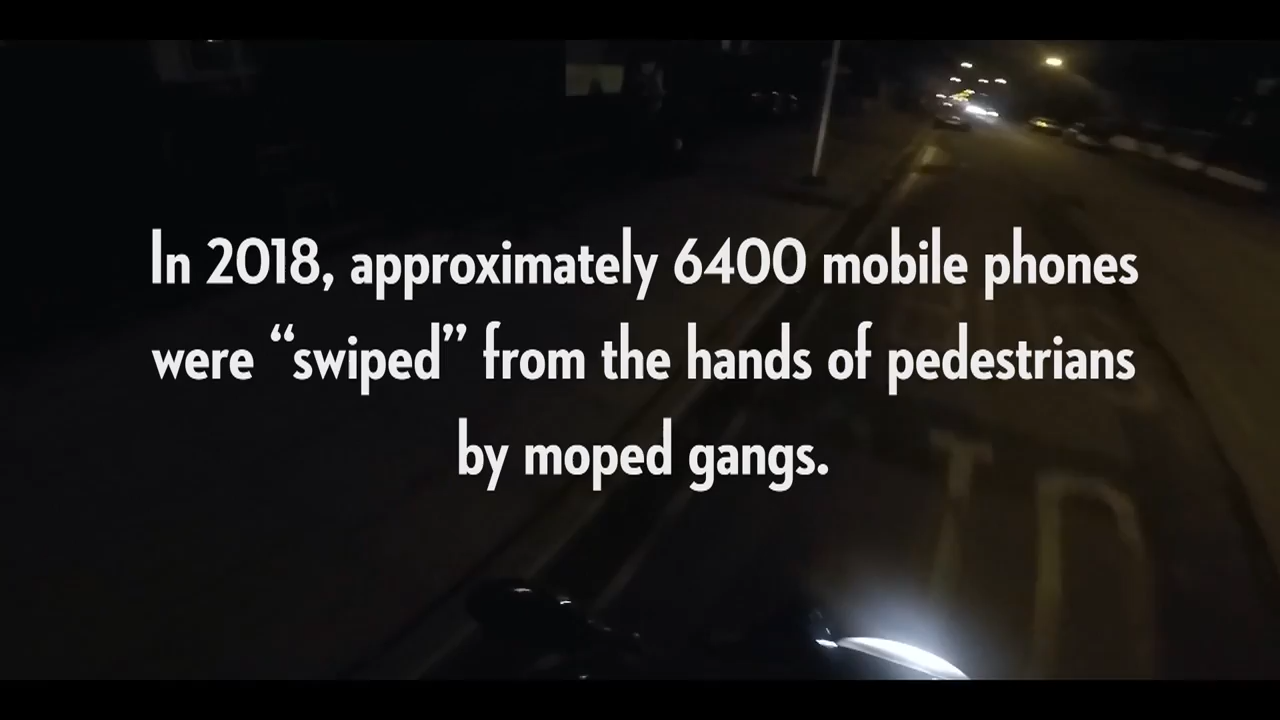 In 2018, approximately 6400 mobile phones
were “swiped” from the hands of pedestrians
by moped gangs.